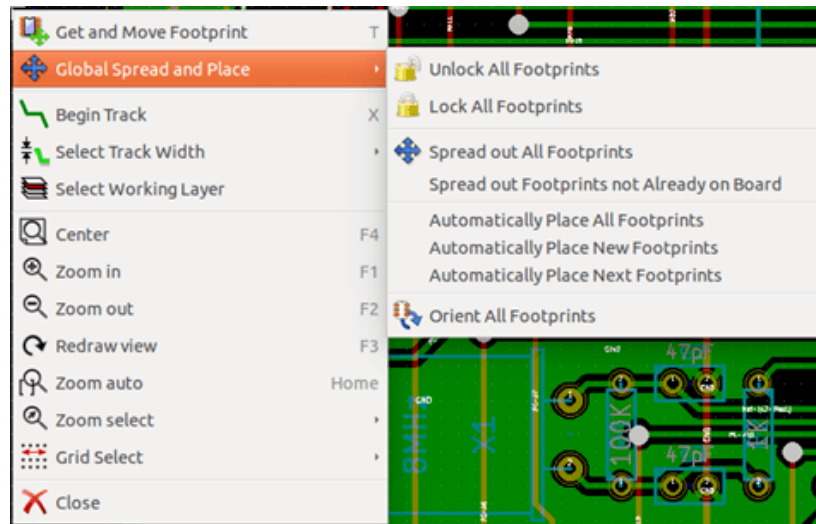 Get and Move Footprint T
Global Spread and Place
Begin Track X
Select Track Width
Select Working Layer
Center F4
Zoom in F1
Zoom out F2
Redraw view F3
Zoom auto Home
Zoom select
Grid Select
Close
Unlock All Footprints
Lock All Footprints
Spread out All Footprints
Spread out Footprints not Already on Board
Automatically Place All Footprints
Automatically Place New Footprints
Automatically Place Next Footprints
Orient All Footprints
GND
47pF
GND
8MHz
X1
100K
1K
47pF